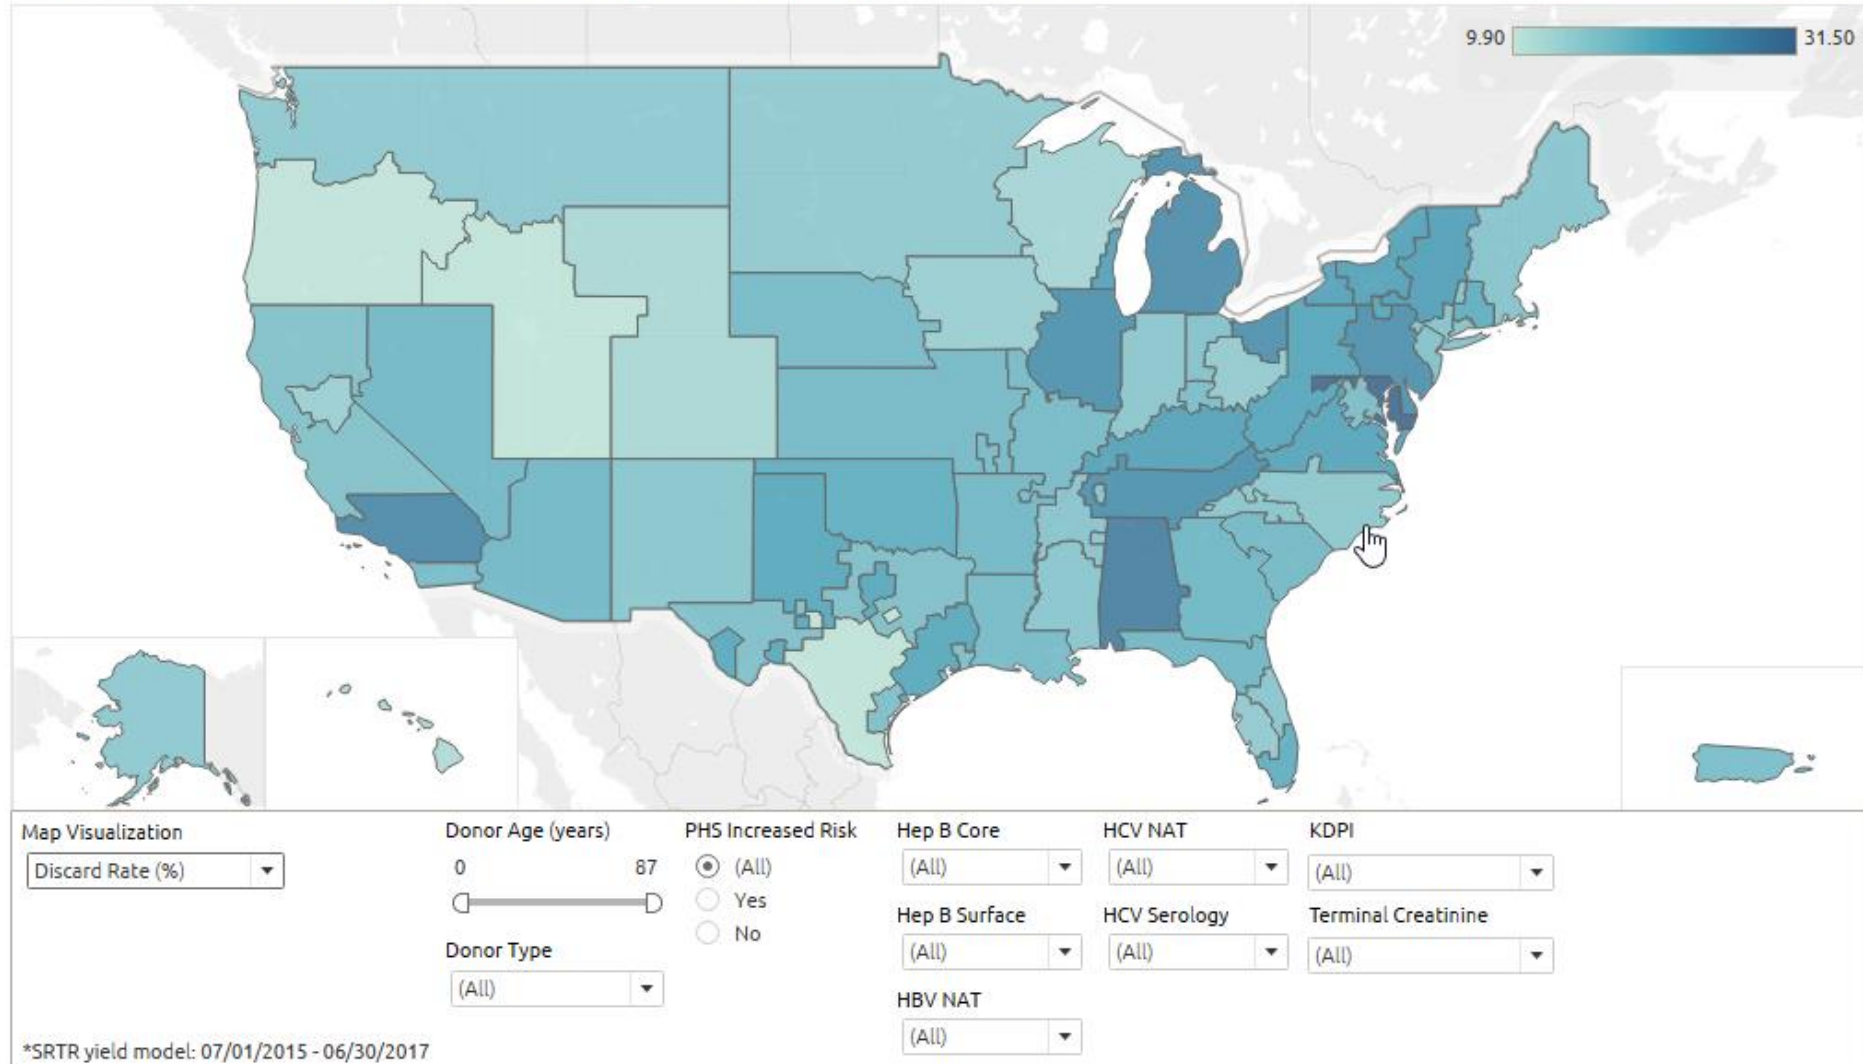 9.90 31.50
Map Visualization
Discard Rate (%)
Donor Age (years)
0 87
Donor Type
(All)
PHS Increased Risk
(All)
Yes
No
Hep B Core
(All)
Hep B Surface
(All)
HBV NAT
(All)
HCV NAT
(All)
HCV Serology
(All)
KDPI
(All)
Terminal Creatinine
(All)
*SRTR yield model: 07/01/2015 - 06/30/2017